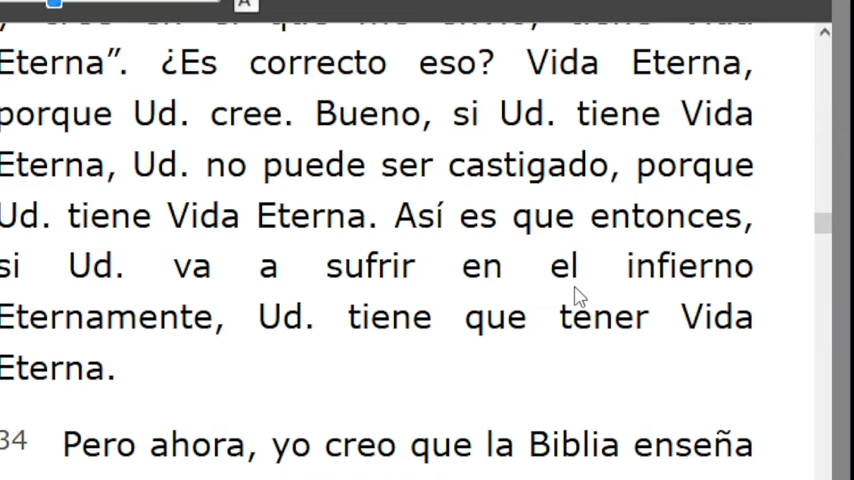 Eterna”. ¿Es correcto eso? Vida Eterna,
porque Ud. cree. Bueno, si Ud. tiene Vida
Eterna, Ud. no puede ser castigado, porque
Ud. tiene Vida Eterna. Así es que entonces,
si Ud. va a sufrir en el infierno
Eternamente, Ud. tiene que tener Vida
Eterna.
34 Pero ahora, yo creo que la Biblia enseña